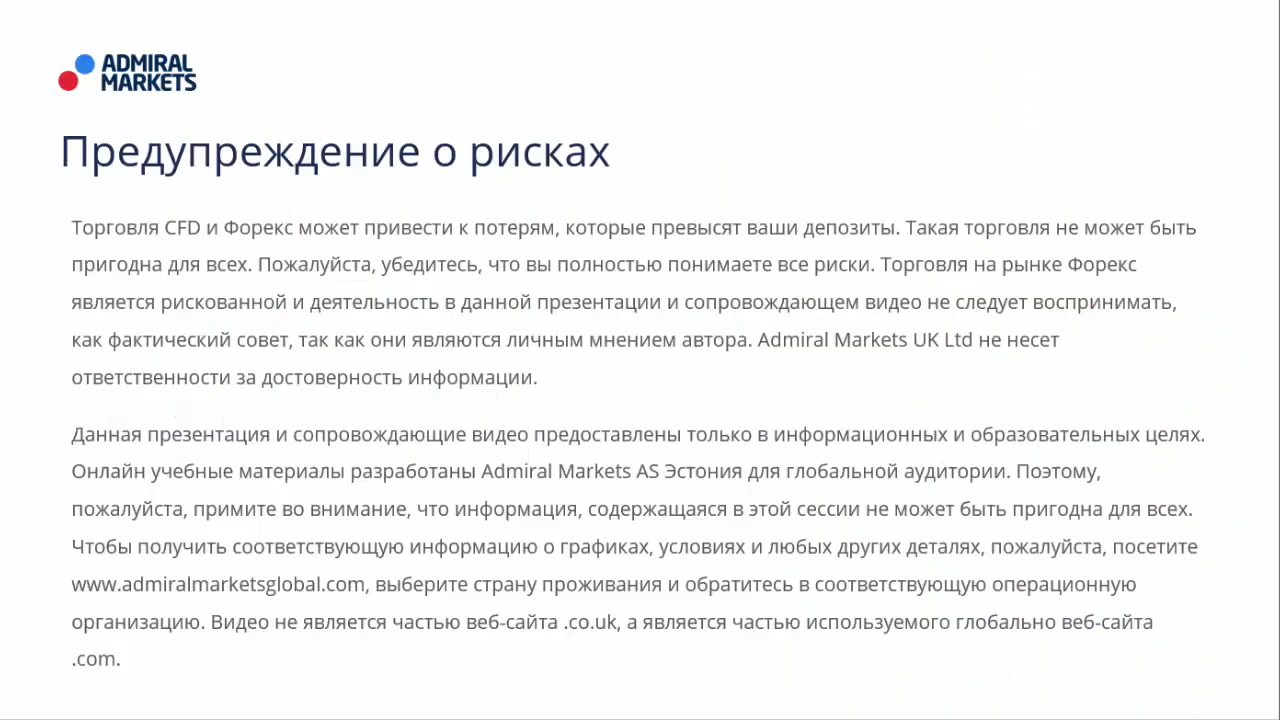 ADMIRAL
MARKETS
Предупреждение о рисках
Торговля CFD и Форекс может привести к потерям, которые превысят ваши депозиты. Такая торговля не может быть
пригодна для всех. Пожалуйста, убедитесь, что вы полностью понимаете все риски. Торговля на рынке Форекс
является рискованной и деятельность в данной презентации и сопровождающем видео не следует воспринимать,
как фактический совет, так как они являются личным мнением автора. Admiral Markets UK Ltd не несет
ответственности за достоверность информации.
Данная презентация и сопровождающие видео предоставлены только в информационных и образовательных целях.
Онлайн учебные материалы разработаны Admiral Markets AS Эстония для глобальной аудитории. Поэтому,
пожалуйста, примите во внимание, что информация, содержащаяся в этой сессии не может быть пригодна для всех.
Чтобы получить соответствующую информацию о графиках, условиях и любых других деталях, пожалуйста, посетите
www.admiralmarketsglobal.com, выберите страну проживания и обратитесь в соответствующую операционную
организацию. Видео не является частью веб-сайта .co.uk, а является частью используемого глобально веб-сайта
.com.